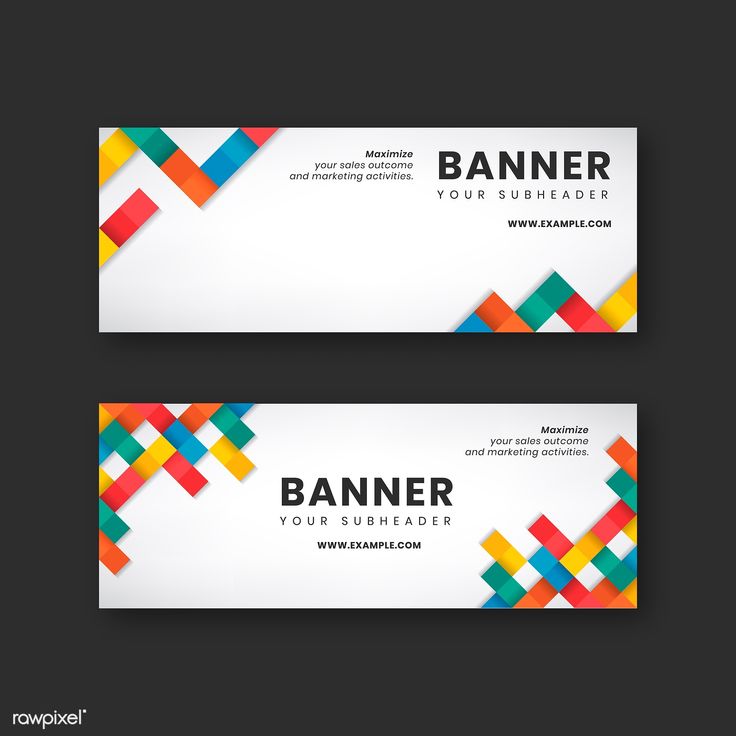 Maximize
your sales outcome
and marketing activities.
BANNER
YOUR SUBHEADER
WWW.EXAMPLE.COM
Maximize
your sales outcome
and marketing activities.
BANNER
YOUR SUBHEADER
WWW.EXAMPLE.COM
rawpixel